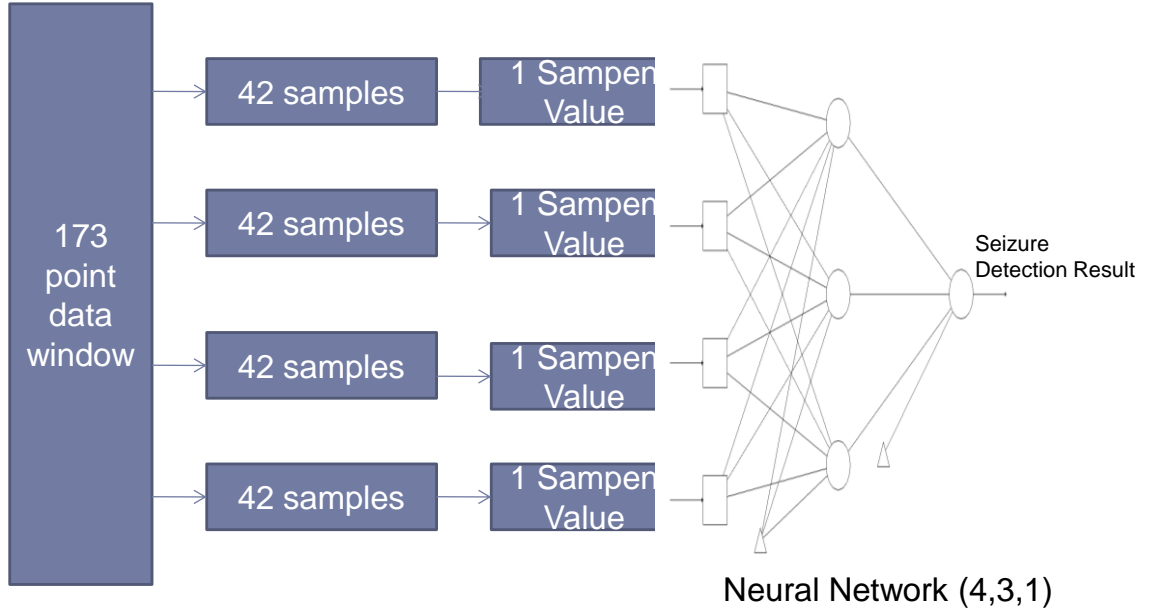 173
point
data
window
42 samples
1 Sampen
Value
42 samples
1 Sampen
Value
42 samples
1 Sampen
Value
42 samples
1 Sampen
Value
Seizure
Detection Result
Neural Network (4,3,1)